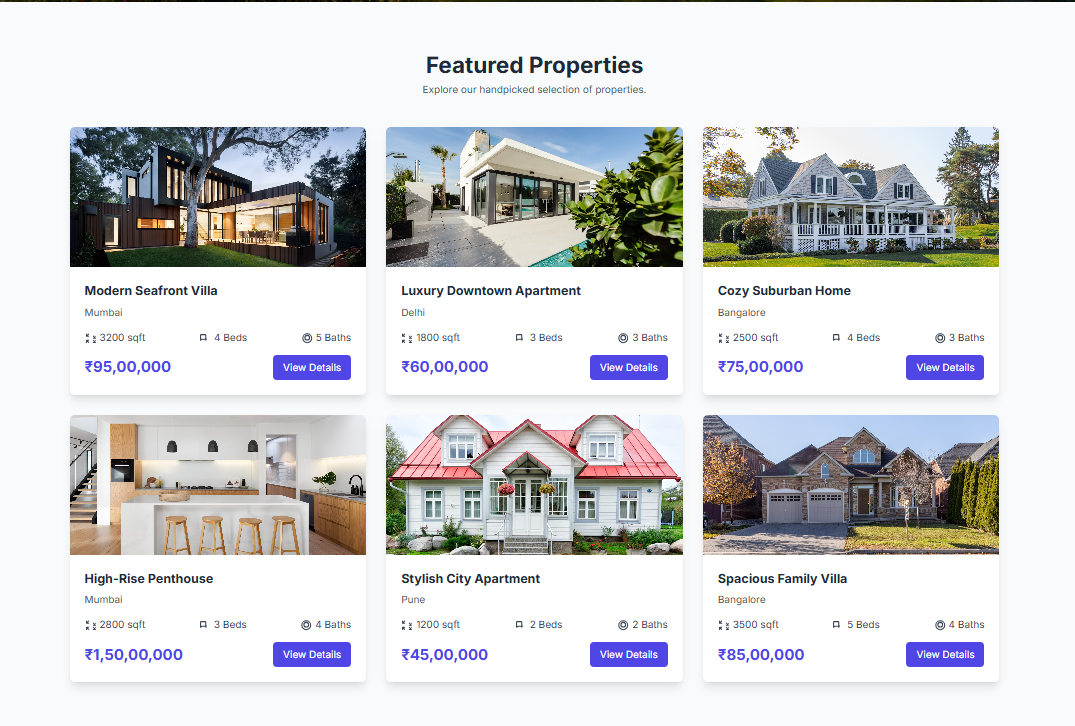 Featured Properties
Explore our handpicked selection of properties.
Modern Seafront Villa
Mumbai
3200 sqft 4 Beds 5 Baths
₹95,00,000 View Details
Luxury Downtown Apartment
Delhi
1800 sqft 3 Beds 3 Baths
₹60,00,000 View Details
Cozy Suburban Home
Bangalore
2500 sqft 4 Beds 3 Baths
₹75,00,000 View Details
High-Rise Penthouse
Mumbai
2800 sqft 3 Beds 4 Baths
₹1,50,00,000 View Details
Stylish City Apartment
Pune
1200 sqft 2 Beds 2 Baths
₹45,00,000 View Details
Spacious Family Villa
Bangalore
3500 sqft 5 Beds 4 Baths
₹85,00,000 View Details